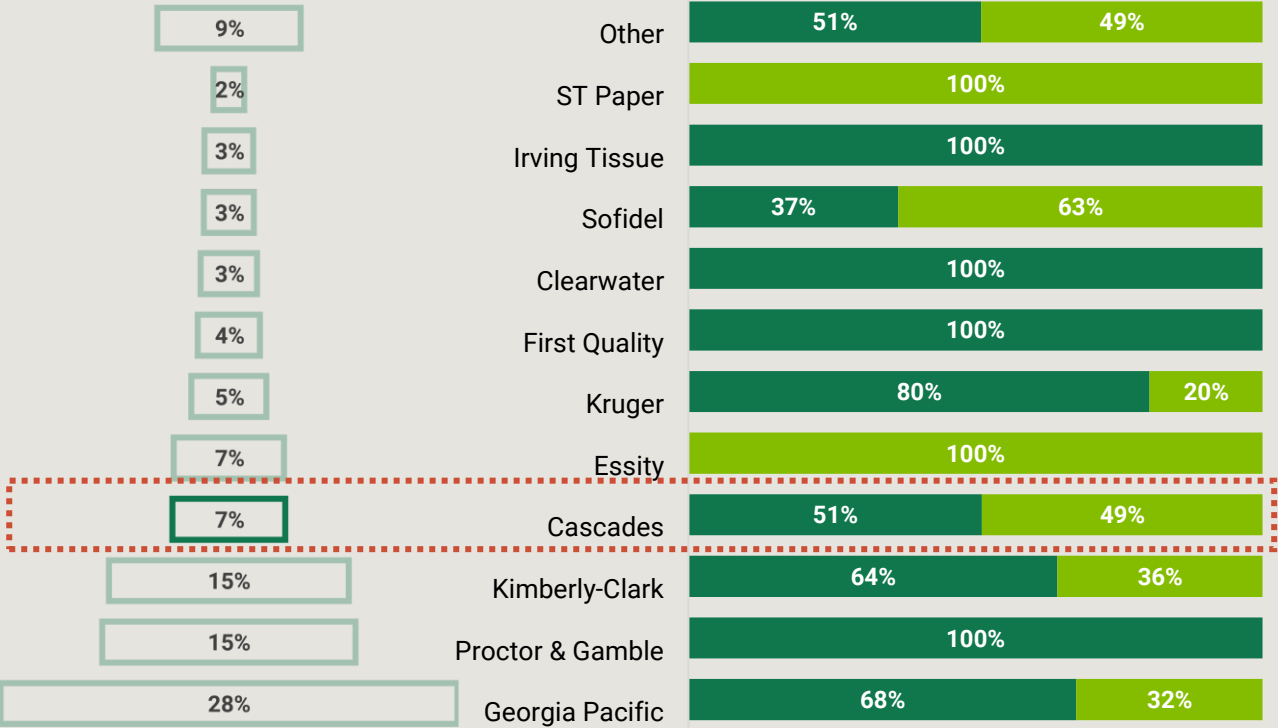 9% Other 51% 49%
2% ST Paper 100%
3% Irving Tissue 100%
3% Sofidel 37% 63%
3% Clearwater 100%
4% First Quality 100%
5% Kruger 80% 20%
7% Essity 100%
7% Cascades 51% 49%
15% Kimberly-Clark 64% 36%
15% Proctor & Gamble 100%
28% Georgia Pacific 68% 32%